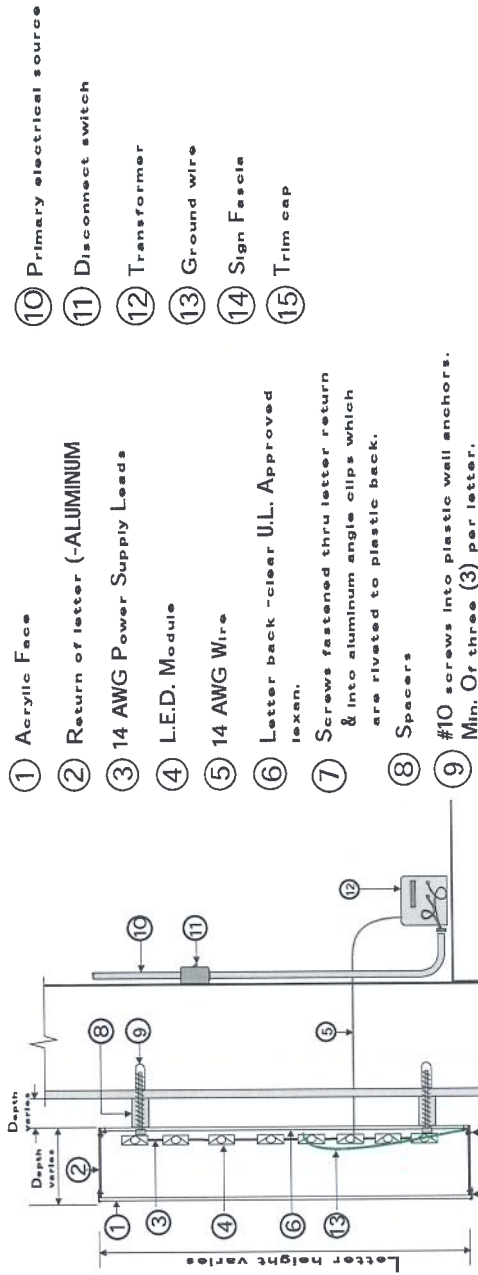 ① Acrylic Face
② Return of letter (-ALUMINUM
③ 14 AWG Power Supply Leads
④ L.E.D. Module
⑤ 14 AWG Wire
⑥ Letter back -clear U.L. Approved
lexan.
⑦ Screws fastened thru letter return
& into aluminum angle clips which
are riveted to plastic back.
⑧ Spacers
⑨ #10 screws into plastic wall anchors.
Min. Of three (3) per letter.
⑩ Primary electrical source
⑪ Disconnect switch
⑫ Transformer
⑬ Ground wire
⑭ Sign Fascia
⑮ Trim cap
Depth
varies
Depth
varies
Letter height varies
①
②
③
④
⑥
⑬
⑧
⑨
⑤
⑩
⑪
⑫